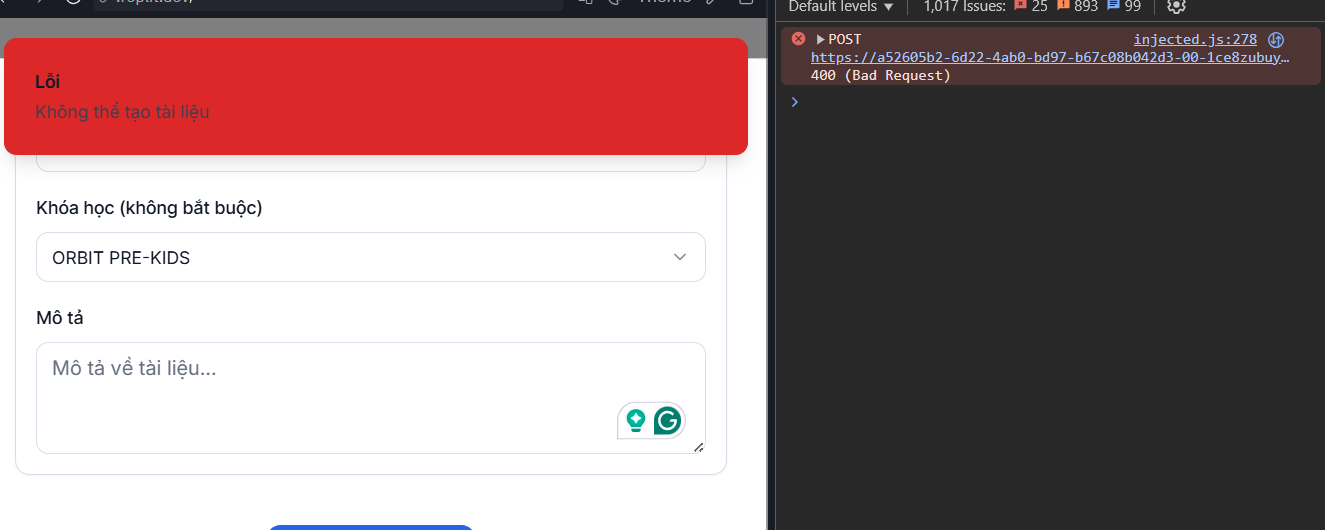 Lỗi
Không thể tạo tài liệu
Khóa học (không bắt buộc)
ORBIT PRE-KIDS
Mô tả
Mô tả về tài liệu...
Default levels ▼
1,017 Issues: 25 893 99
POST injected.js:278
https://a52605b2-6d22-4ab0-bd97-b67c08b042d3-00-1ce8zubuy…
400 (Bad Request)